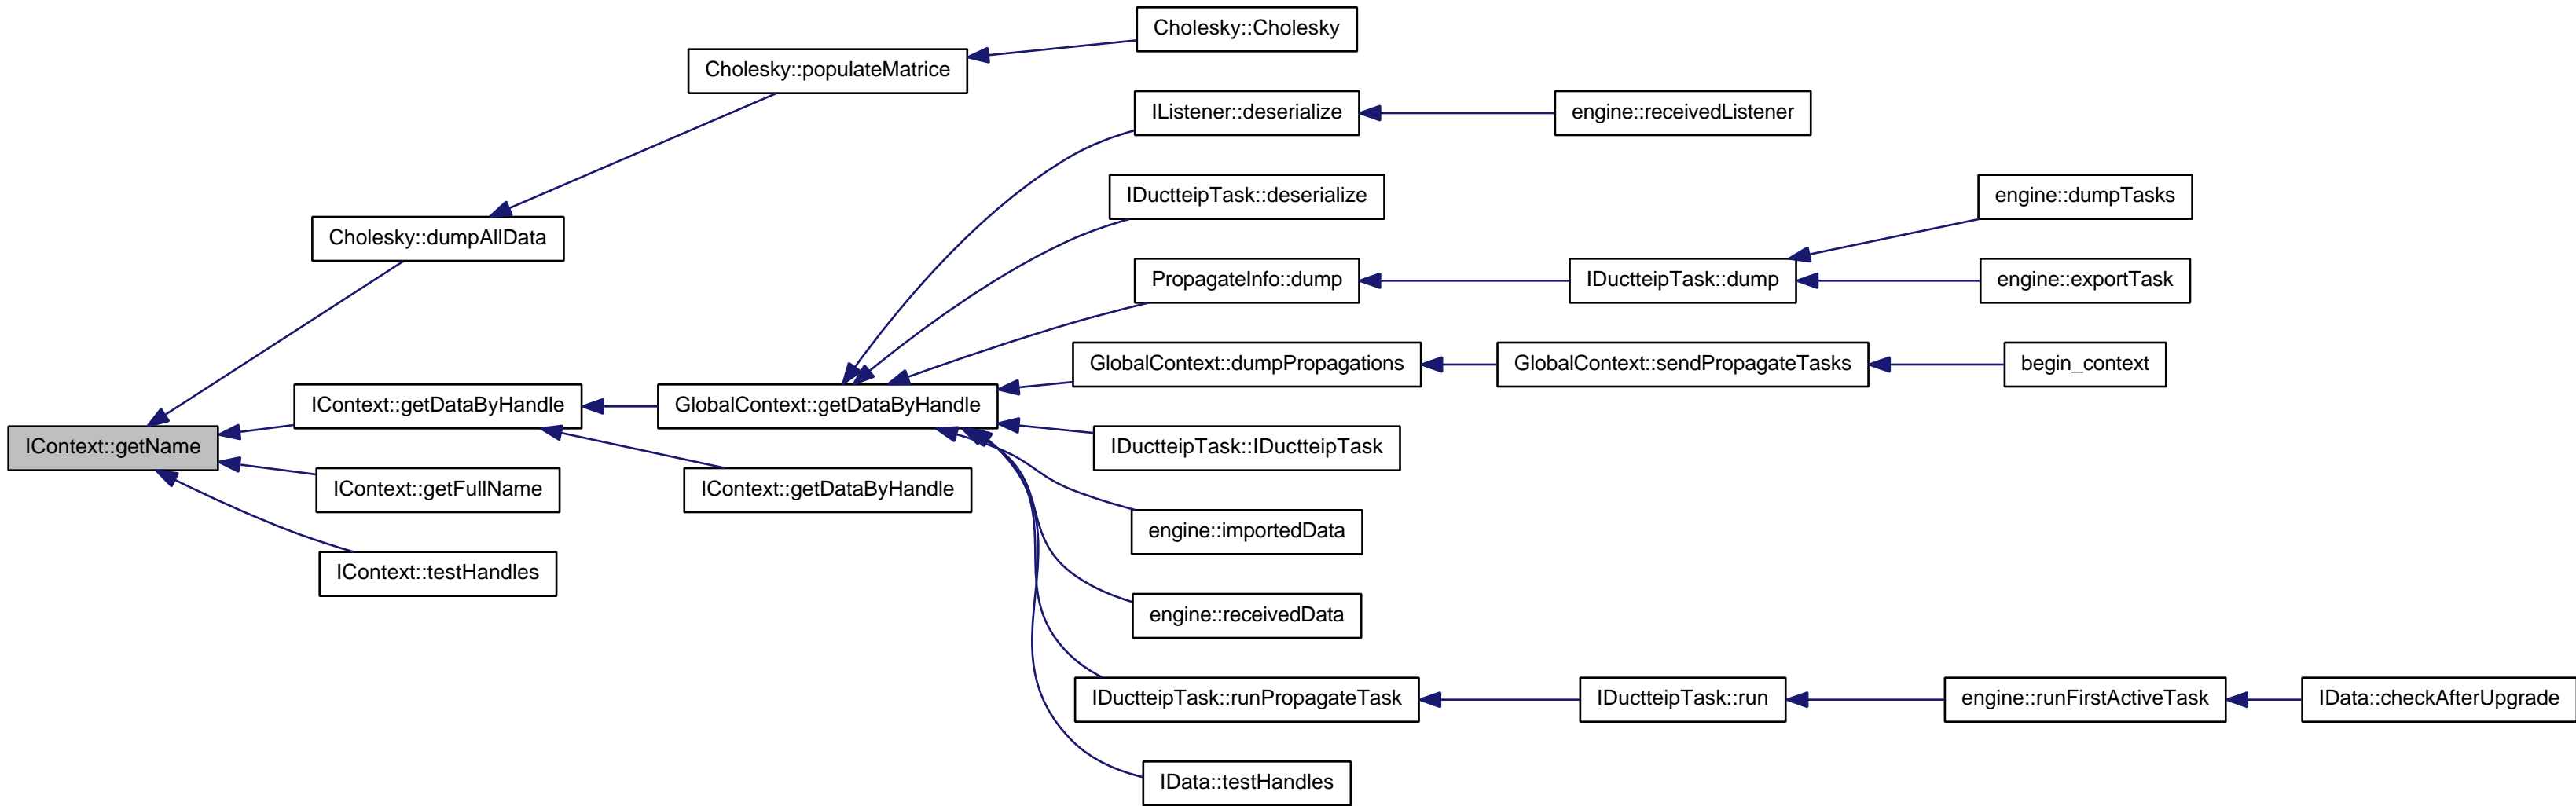 Cholesky::Cholesky
Cholesky::populateMatrice
IListener::deserialize
engine::receivedListener
IDuctteipTask::deserialize
engine::dumpTasks
Cholesky::dumpAllData
PropagateInfo::dump
IDuctteipTask::dump
engine::exportTask
GlobalContext::dumpPropagations
GlobalContext::sendPropagateTasks
begin_context
IContext::getDataByHandle
GlobalContext::getDataByHandle
IContext::getName
IDuctteipTask::IDuctteipTask
IContext::getFullName
IContext::getDataByHandle
engine::importedData
IContext::testHandles
engine::receivedData
IDuctteipTask::runPropagateTask
IDuctteipTask::run
engine::runFirstActiveTask
IData::checkAfterUpgrade
IData::testHandles